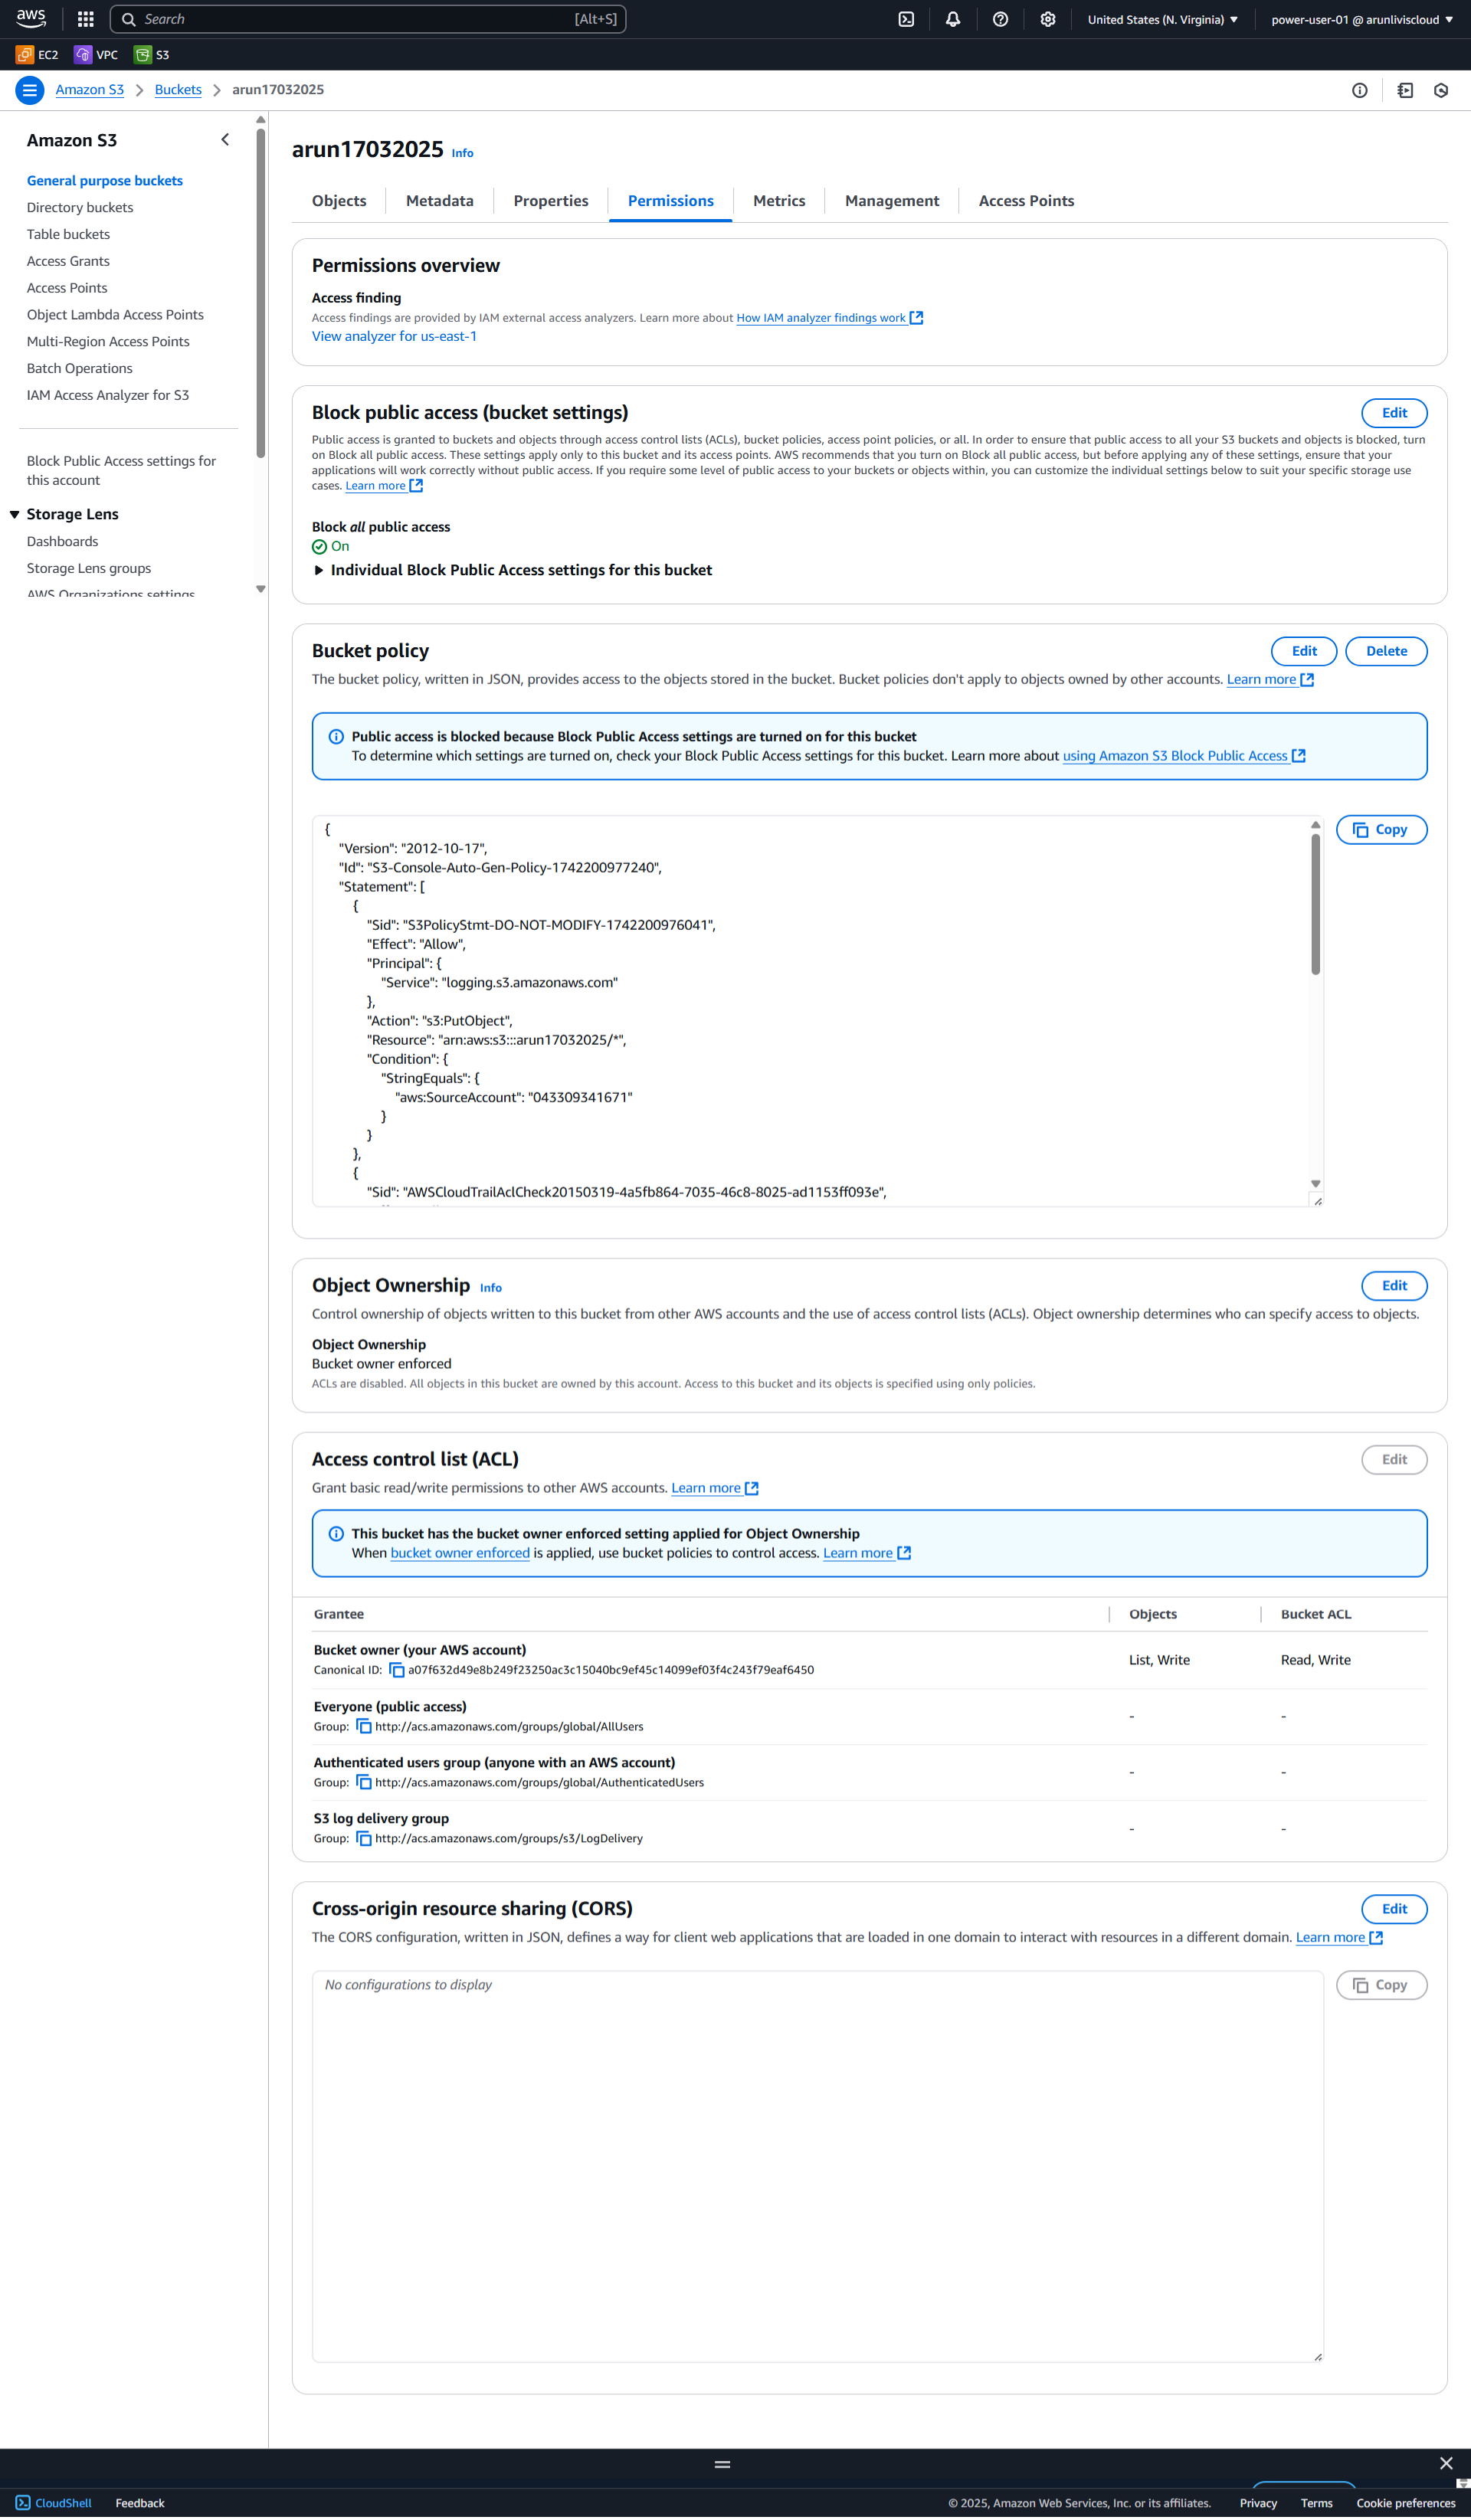 aws
Search
[Alt+S]
United States (N. Virginia)
power-user-01 @ arunliviscloud
EC2
VPC
S3
Amazon S3
Buckets
arun17032025
Amazon S3
General purpose buckets
Directory buckets
Table buckets
Access Grants
Access Points
Object Lambda Access Points
Multi-Region Access Points
Batch Operations
IAM Access Analyzer for S3
Block Public Access settings for
this account
Storage Lens
Dashboards
Storage Lens groups
AWS Organizations settings
arun17032025 Info
Objects
Metadata
Properties
Permissions
Metrics
Management
Access Points
Permissions overview
Access finding
Access findings are provided by IAM external access analyzers. Learn more about How IAM analyzer findings work
View analyzer for us-east-1
Block public access (bucket settings)
Edit
Public access is granted to buckets and objects through access control lists (ACLs), bucket policies, access point policies, or all. In order to ensure that public access to all your S3 buckets and objects is blocked, turn
on Block all public access. These settings apply only to this bucket and its access points. AWS recommends that you turn on Block all public access, but before applying any of these settings, ensure that your
applications will work correctly without public access. If you require some level of public access to your buckets or objects within, you can customize the individual settings below to suit your specific storage use
cases. Learn more
Block all public access
On
Individual Block Public Access settings for this bucket
Bucket policy
Edit
Delete
The bucket policy, written in JSON, provides access to the objects stored in the bucket. Bucket policies don't apply to objects owned by other accounts. Learn more
Public access is blocked because Block Public Access settings are turned on for this bucket
To determine which settings are turned on, check your Block Public Access settings for this bucket. Learn more about using Amazon S3 Block Public Access
Copy
{
"Version": "2012-10-17",
"Id": "S3-Console-Auto-Gen-Policy-1742200977240",
"Statement": [
{
"Sid": "S3PolicyStmt-DO-NOT-MODIFY-1742200976041",
"Effect": "Allow",
"Principal": {
"Service": "logging.s3.amazonaws.com"
},
"Action": "s3:PutObject",
"Resource": "arn:aws:s3:::arun17032025/*",
"Condition": {
"StringEquals": {
"aws:SourceAccount": "043309341671"
}
}
},
{
"Sid": "AWSCloudTrailAclCheck20150319-4a5fb864-7035-46c8-8025-ad1153ff093e",
Object Ownership Info
Edit
Control ownership of objects written to this bucket from other AWS accounts and the use of access control lists (ACLs). Object ownership determines who can specify access to objects.
Object Ownership
Bucket owner enforced
ACLs are disabled. All objects in this bucket are owned by this account. Access to this bucket and its objects is specified using only policies.
Access control list (ACL)
Edit
Grant basic read/write permissions to other AWS accounts. Learn more
This bucket has the bucket owner enforced setting applied for Object Ownership
When bucket owner enforced is applied, use bucket policies to control access. Learn more
Grantee
Objects
Bucket ACL
Bucket owner (your AWS account)
Canonical ID: a07f632d49e8b249f23250ac3c15040bc9ef45c14099ef03f4c243f79eaf6450
List, Write
Read, Write
Everyone (public access)
Group: http://acs.amazonaws.com/groups/global/AllUsers
-
-
Authenticated users group (anyone with an AWS account)
Group: http://acs.amazonaws.com/groups/global/AuthenticatedUsers
-
-
S3 log delivery group
Group: http://acs.amazonaws.com/groups/s3/LogDelivery
-
-
Cross-origin resource sharing (CORS)
Edit
The CORS configuration, written in JSON, defines a way for client web applications that are loaded in one domain to interact with resources in a different domain. Learn more
No configurations to display
Copy
CloudShell
Feedback
© 2025, Amazon Web Services, Inc. or its affiliates.
Privacy
Terms
Cookie preferences